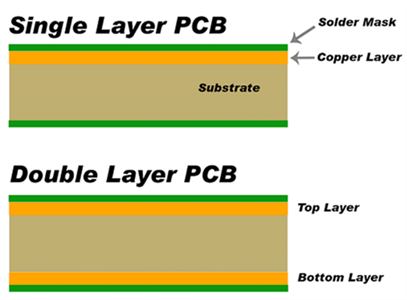 Single Layer PCB
Solder Mask
Copper Layer
Substrate
Double Layer PCB
Top Layer
Bottom Layer